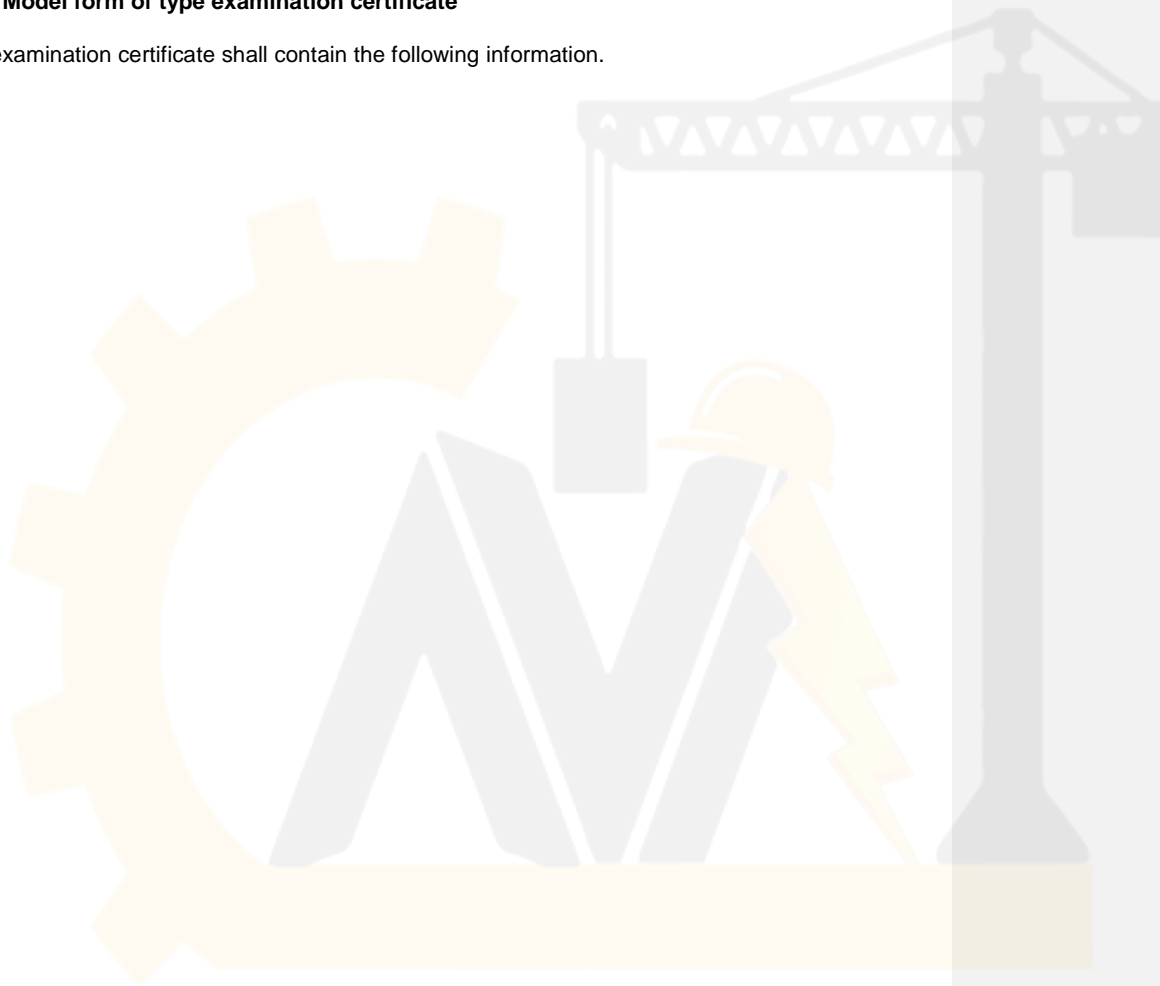 Model form of type examination certificate
examination certificate shall contain the following information.